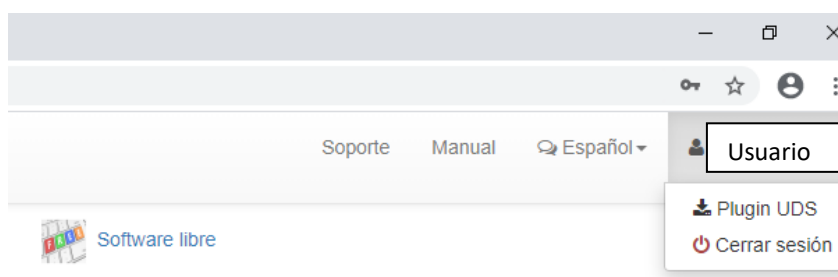 Soporte Manual Español Usuario
Plugin UDS
Software libre
Cerrar sesión